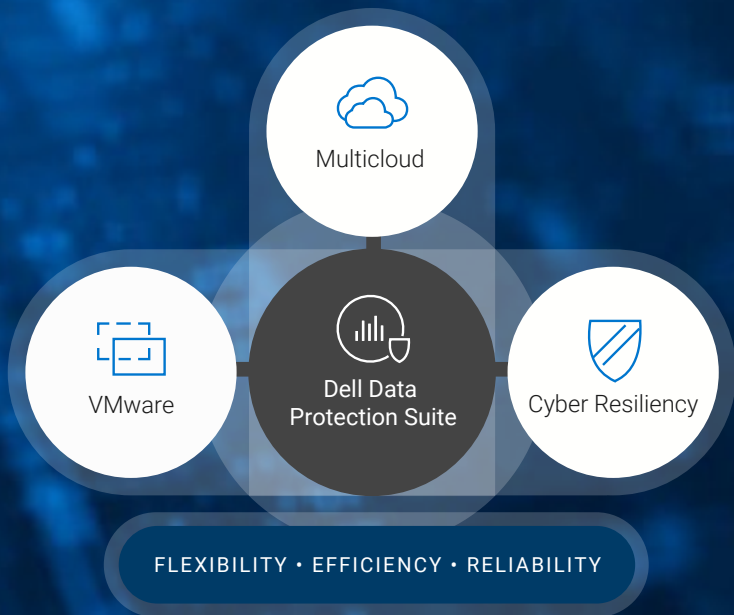 Multicloud
VMware
Dell Data
Protection Suite
Cyber Resiliency
FLEXIBILITY • EFFICIENCY • RELIABILITY